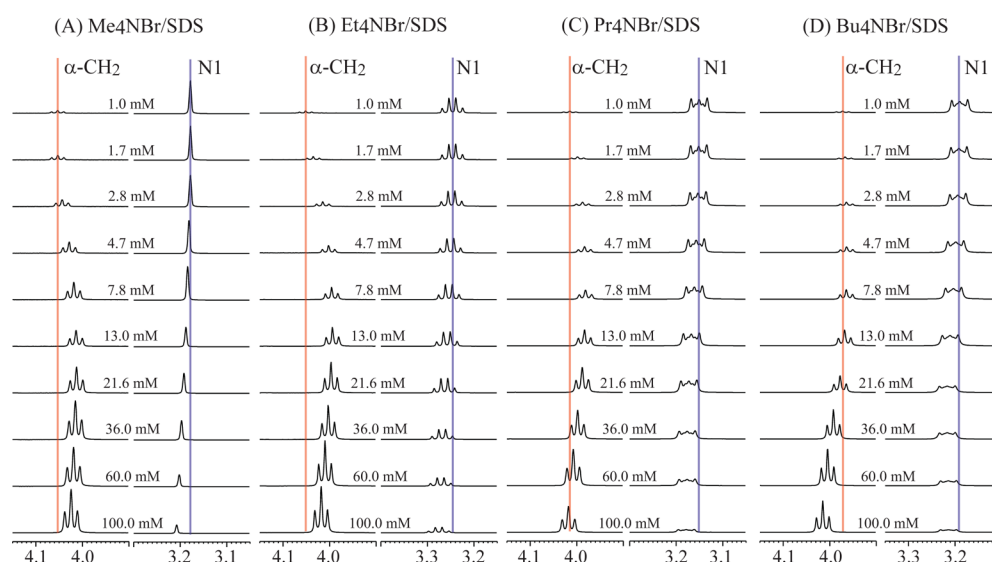 (A) Me4NBr/SDS
α-CH2
N1
1.0 mM
1.7 mM
2.8 mM
4.7 mM
7.8 mM
13.0 mM
21.6 mM
36.0 mM
60.0 mM
100.0 mM
4.1 4.0 3.2 3.1
(B) Et4NBr/SDS
α-CH2
N1
1.0 mM
1.7 mM
2.8 mM
4.7 mM
7.8 mM
13.0 mM
21.6 mM
36.0 mM
60.0 mM
100.0 mM
4.1 4.0 3.3 3.2
(C) Pr4NBr/SDS
α-CH2
N1
1.0 mM
1.7 mM
2.8 mM
4.7 mM
7.8 mM
13.0 mM
21.6 mM
36.0 mM
60.0 mM
100.0 mM
4.1 4.0 3.2 3.1
(D) Bu4NBr/SDS
α-CH2
N1
1.0 mM
1.7 mM
2.8 mM
4.7 mM
7.8 mM
13.0 mM
21.6 mM
36.0 mM
60.0 mM
100.0 mM
4.1 4.0 3.3 3.2